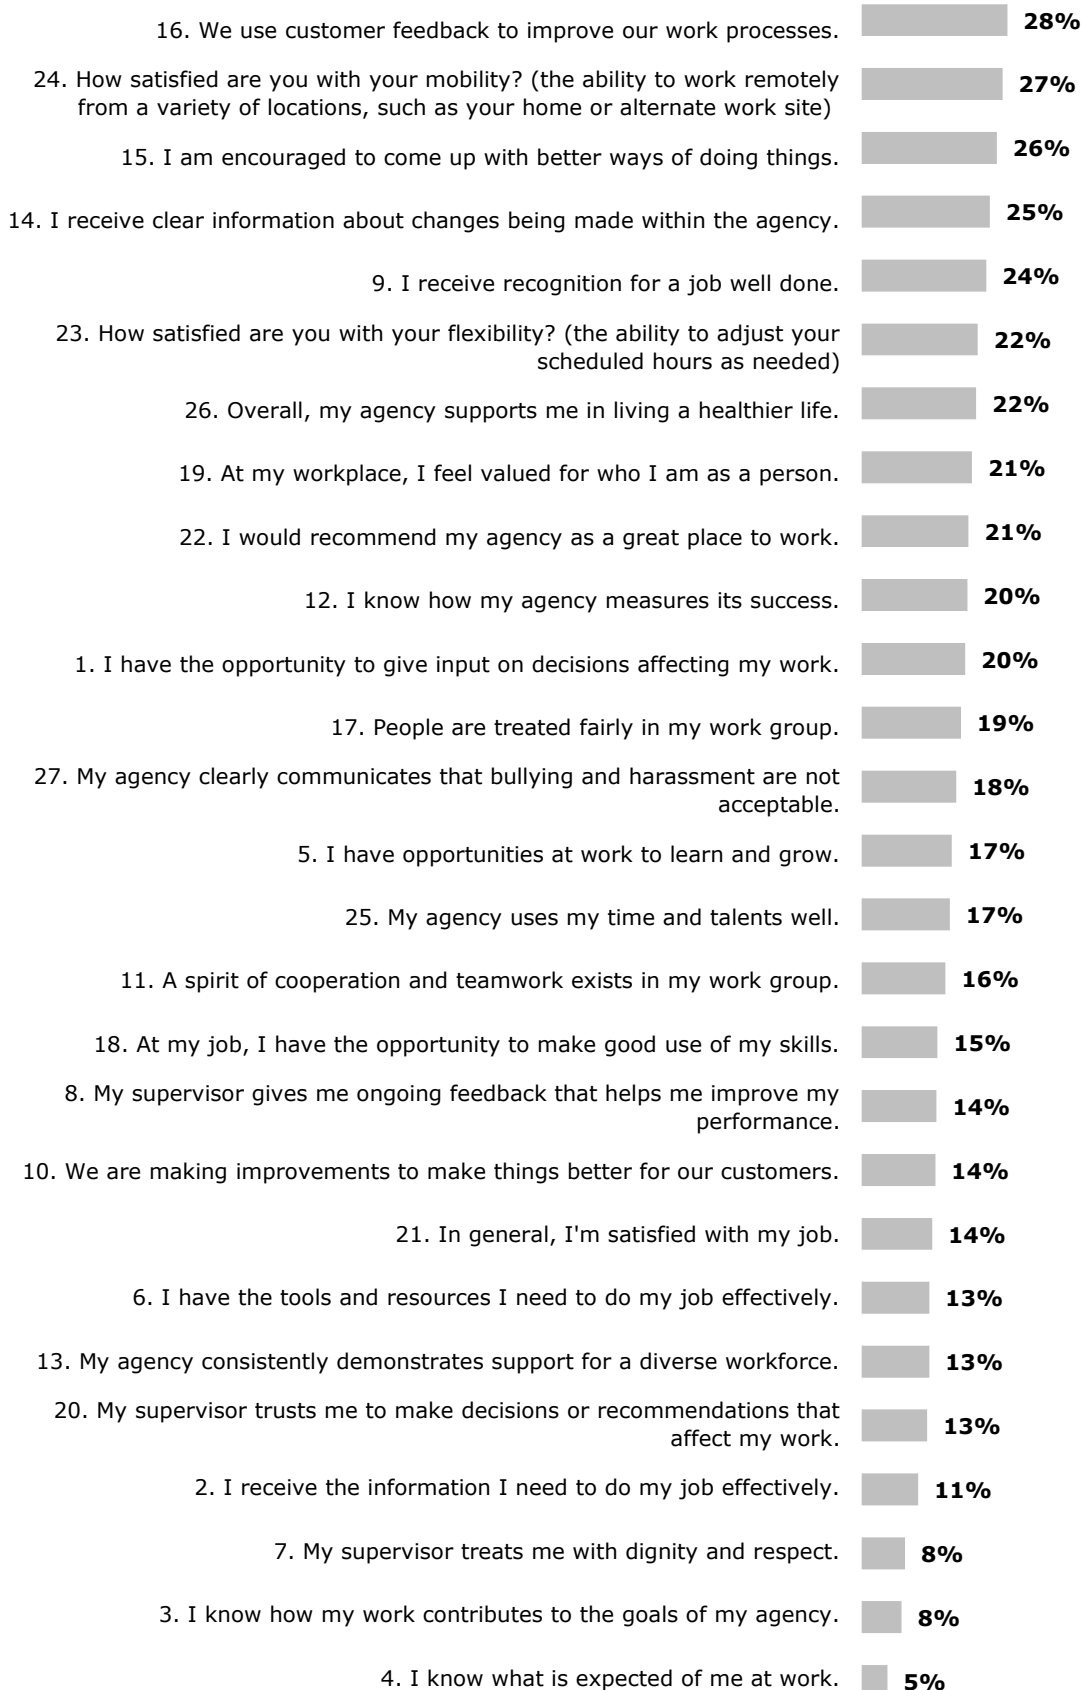 16. We use customer feedback to improve our work processes. 28%
24. How satisfied are you with your mobility? (the ability to work remotely
from a variety of locations, such as your home or alternate work site) 27%
15. I am encouraged to come up with better ways of doing things. 26%
14. I receive clear information about changes being made within the agency. 25%
9. I receive recognition for a job well done. 24%
23. How satisfied are you with your flexibility? (the ability to adjust your
scheduled hours as needed) 22%
26. Overall, my agency supports me in living a healthier life. 22%
19. At my workplace, I feel valued for who I am as a person. 21%
22. I would recommend my agency as a great place to work. 21%
12. I know how my agency measures its success. 20%
1. I have the opportunity to give input on decisions affecting my work. 20%
17. People are treated fairly in my work group. 19%
27. My agency clearly communicates that bullying and harassment are not
acceptable. 18%
5. I have opportunities at work to learn and grow. 17%
25. My agency uses my time and talents well. 17%
11. A spirit of cooperation and teamwork exists in my work group. 16%
18. At my job, I have the opportunity to make good use of my skills. 15%
8. My supervisor gives me ongoing feedback that helps me improve my
performance. 14%
10. We are making improvements to make things better for our customers. 14%
21. In general, I'm satisfied with my job. 14%
6. I have the tools and resources I need to do my job effectively. 13%
13. My agency consistently demonstrates support for a diverse workforce. 13%
20. My supervisor trusts me to make decisions or recommendations that
affect my work. 13%
2. I receive the information I need to do my job effectively. 11%
7. My supervisor treats me with dignity and respect. 8%
3. I know how my work contributes to the goals of my agency. 8%
4. I know what is expected of me at work. 5%